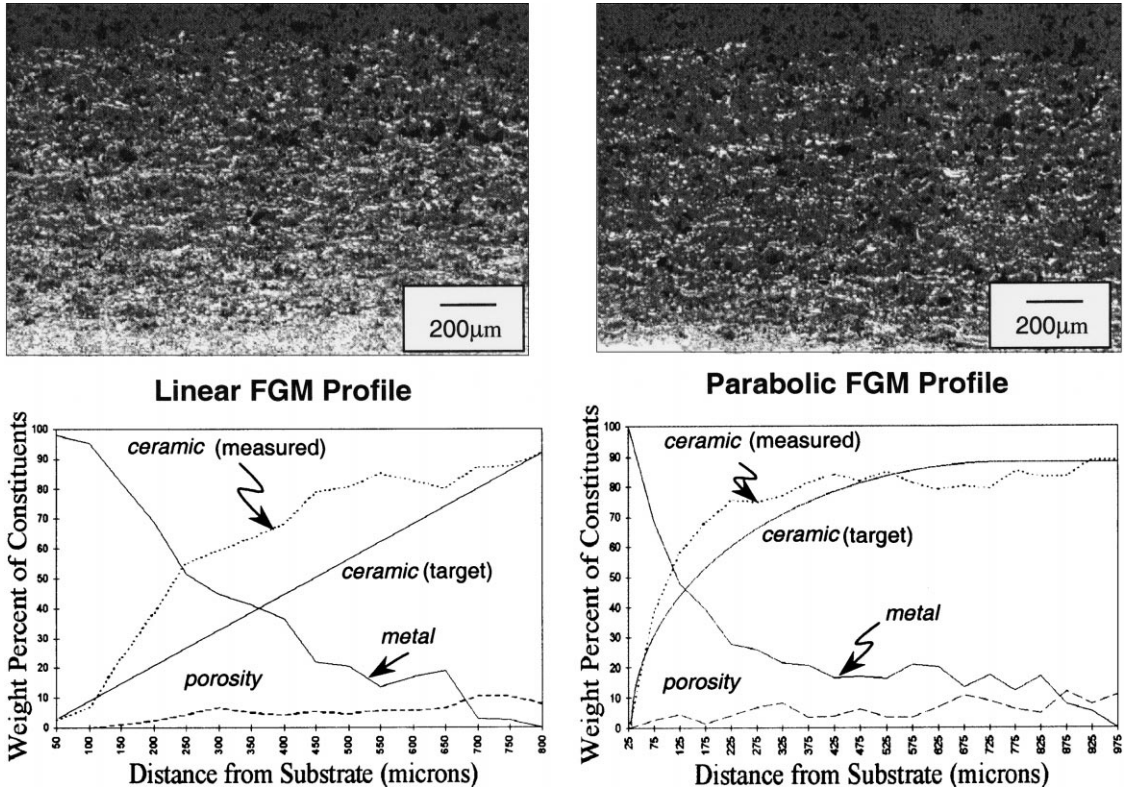 200µm
200µm
Linear FGM Profile
Weight Percent of Constituents
100
90
80
70
60
50
40
30
20
10
0
ceramic (measured)
ceramic (target)
metal
porosity
50 100 150 200 250 300 350 400 450 500 550 600 650 700 750 800
Distance from Substrate (microns)
Parabolic FGM Profile
Weight Percent of Constituents
100
90
80
70
60
50
40
30
20
10
0
ceramic (measured)
ceramic (target)
metal
porosity
25 75 125 175 225 275 325 375 425 475 525 575 625 675 725 775 825 875 925 975
Distance from Substrate (microns)